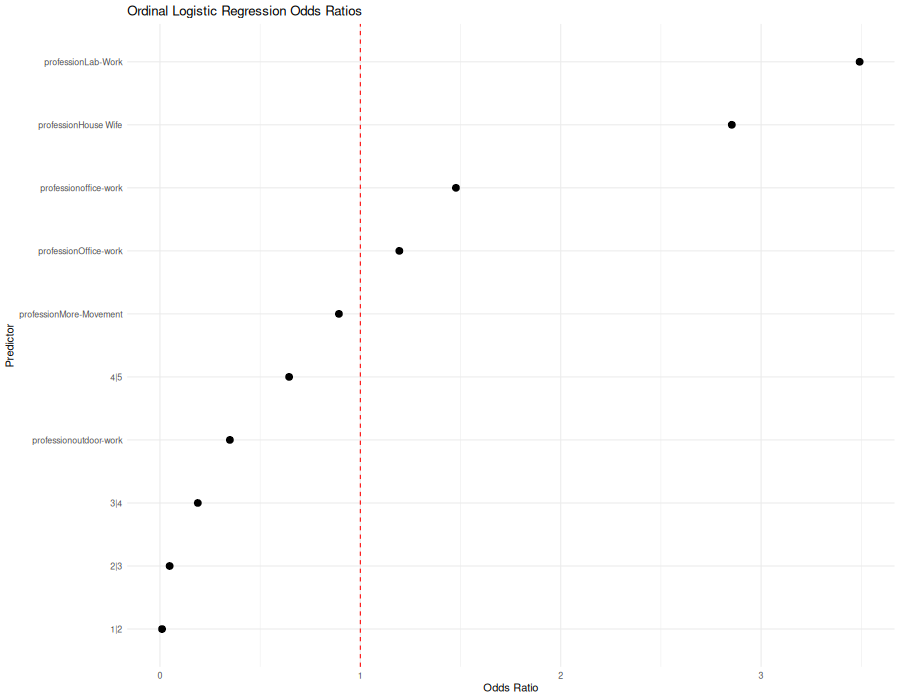 Ordinal Logistic Regression Odds Ratios
professionLab-Work
professionHouse Wife
professionoffice-work
professionOffice-work
professionMore-Movement
4|5
professionoutdoor-work
3|4
2|3
1|2
Predictor
0 1 2 3
Odds Ratio